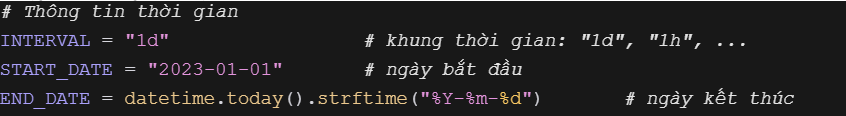 # Thông tin thời gian
INTERVAL = "1d" # khung thời gian: "1d", "1h", ...
START_DATE = "2023-01-01" # ngày bắt đầu
END_DATE = datetime.today().strftime("%Y-%m-%d") # ngày kết thúc